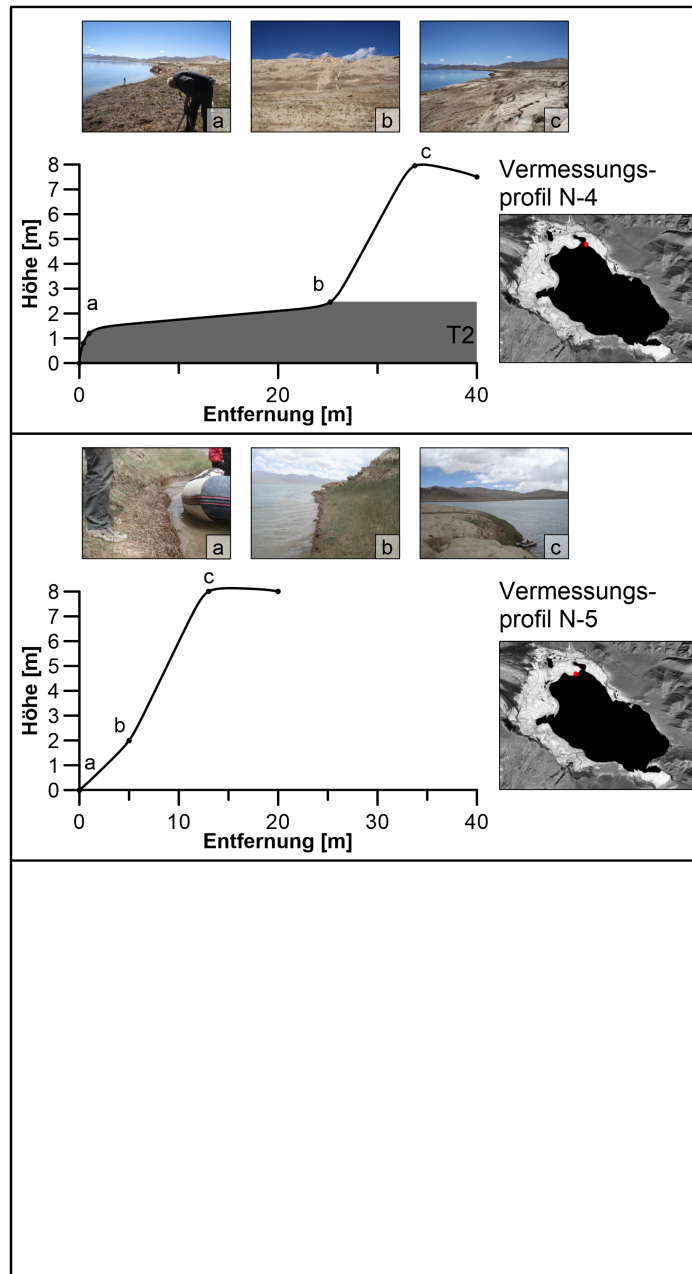 a
b
c
Vermessungs-
profil N-4
Höhe [m]
8
7
6
5
4
3
2
1
0
a
b
c
T2
0
20
40
Entfernung [m]
a
b
c
Vermessungs-
profil N-5
Höhe [m]
8
7
6
5
4
3
2
1
0
a
b
c
0
10
20
30
40
Entfernung [m]